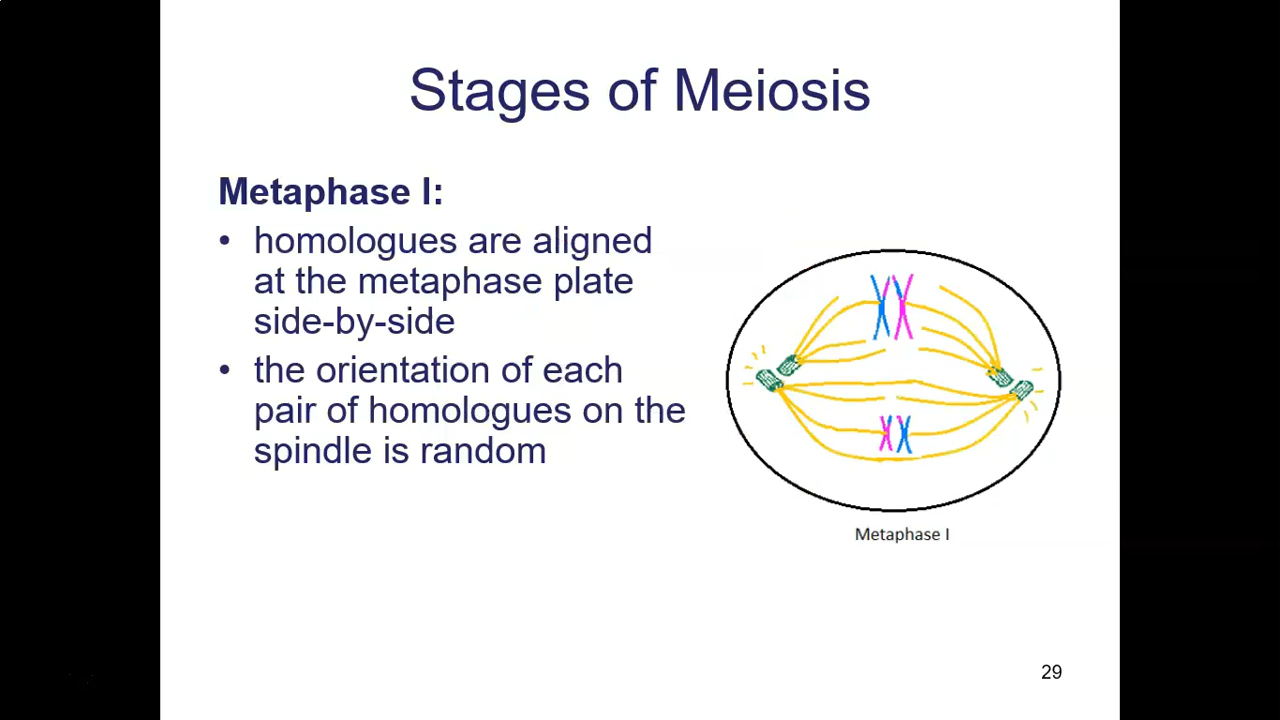 Stages of Meiosis
Metaphase I:
• homologues are aligned
at the metaphase plate
side-by-side
• the orientation of each
pair of homologues on the
spindle is random
Metaphase I
29